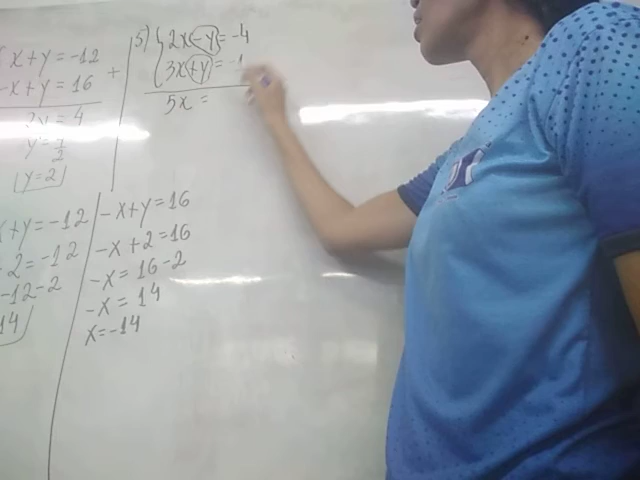 x+y=-12
-x+y=16
+
2y=4
y=4/2
y=2
x+y=-12
2=-12
-12-2
14
-x+y=16
-x+2=16
-x=16-2
-x=14
x=-14
5)
2x-y=-4
3x+y=-1
5x=